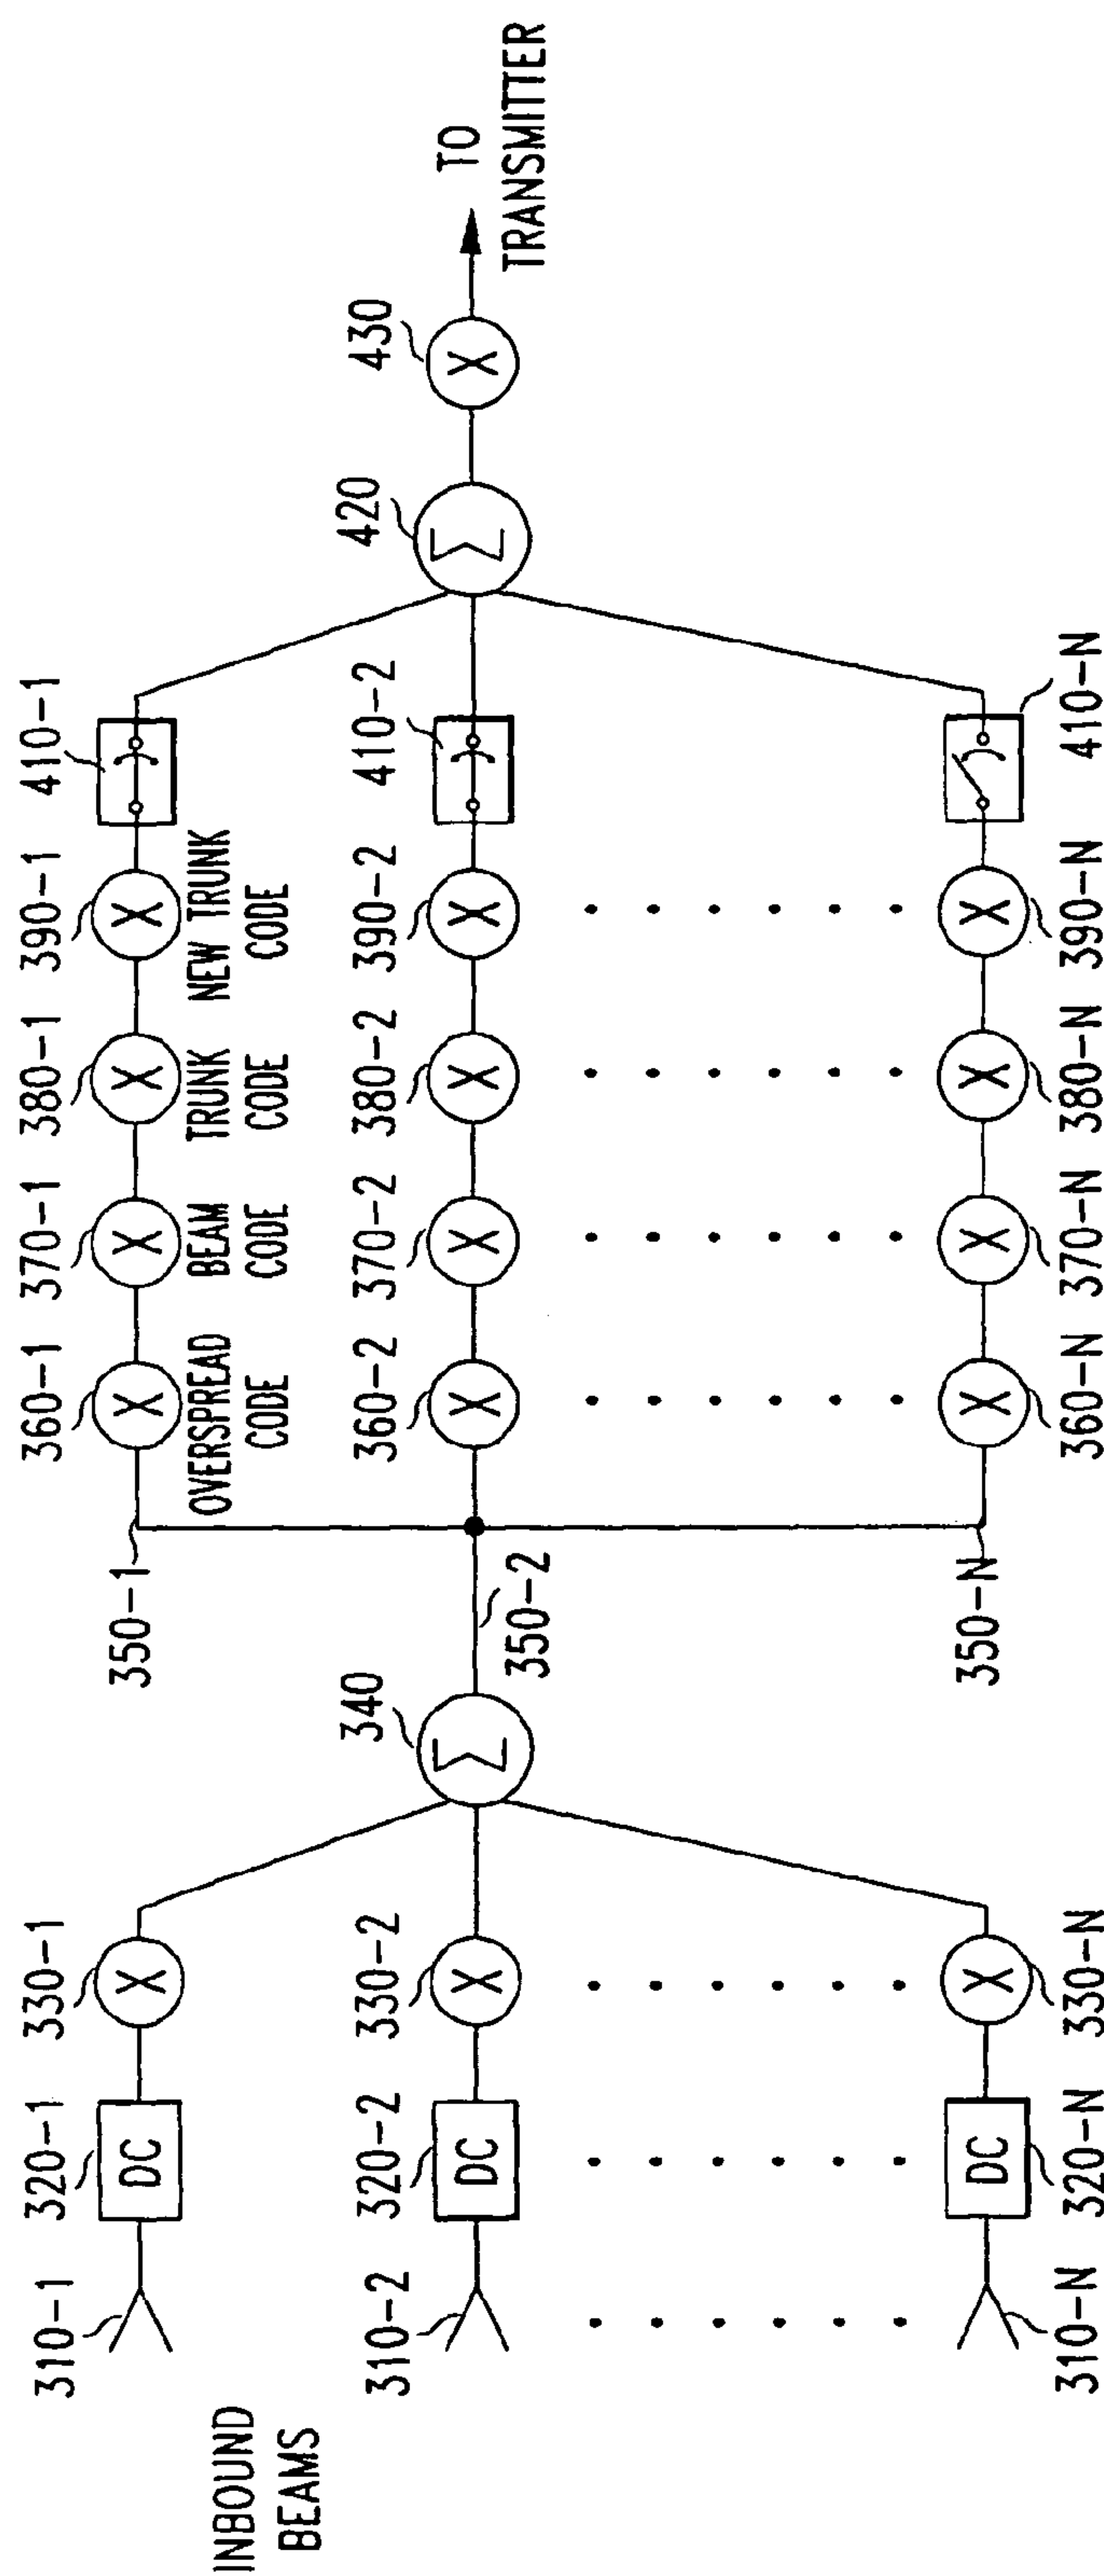 INBOUND
BEAMS
310-1
320-1
DC
330-1
310-2
320-2
DC
330-2
310-N
320-N
DC
330-N
340
Σ
350-1
350-2
350-N
360-1
X
OVERSPREAD
CODE
370-1
X
BEAM
CODE
380-1
X
TRUNK
CODE
390-1
X
NEW TRUNK
CODE
410-1
360-2
X
370-2
X
380-2
X
390-2
X
410-2
360-N
X
370-N
X
380-N
X
390-N
X
410-N
420
Σ
430
X
TO
TRANSMITTER
X
X
X